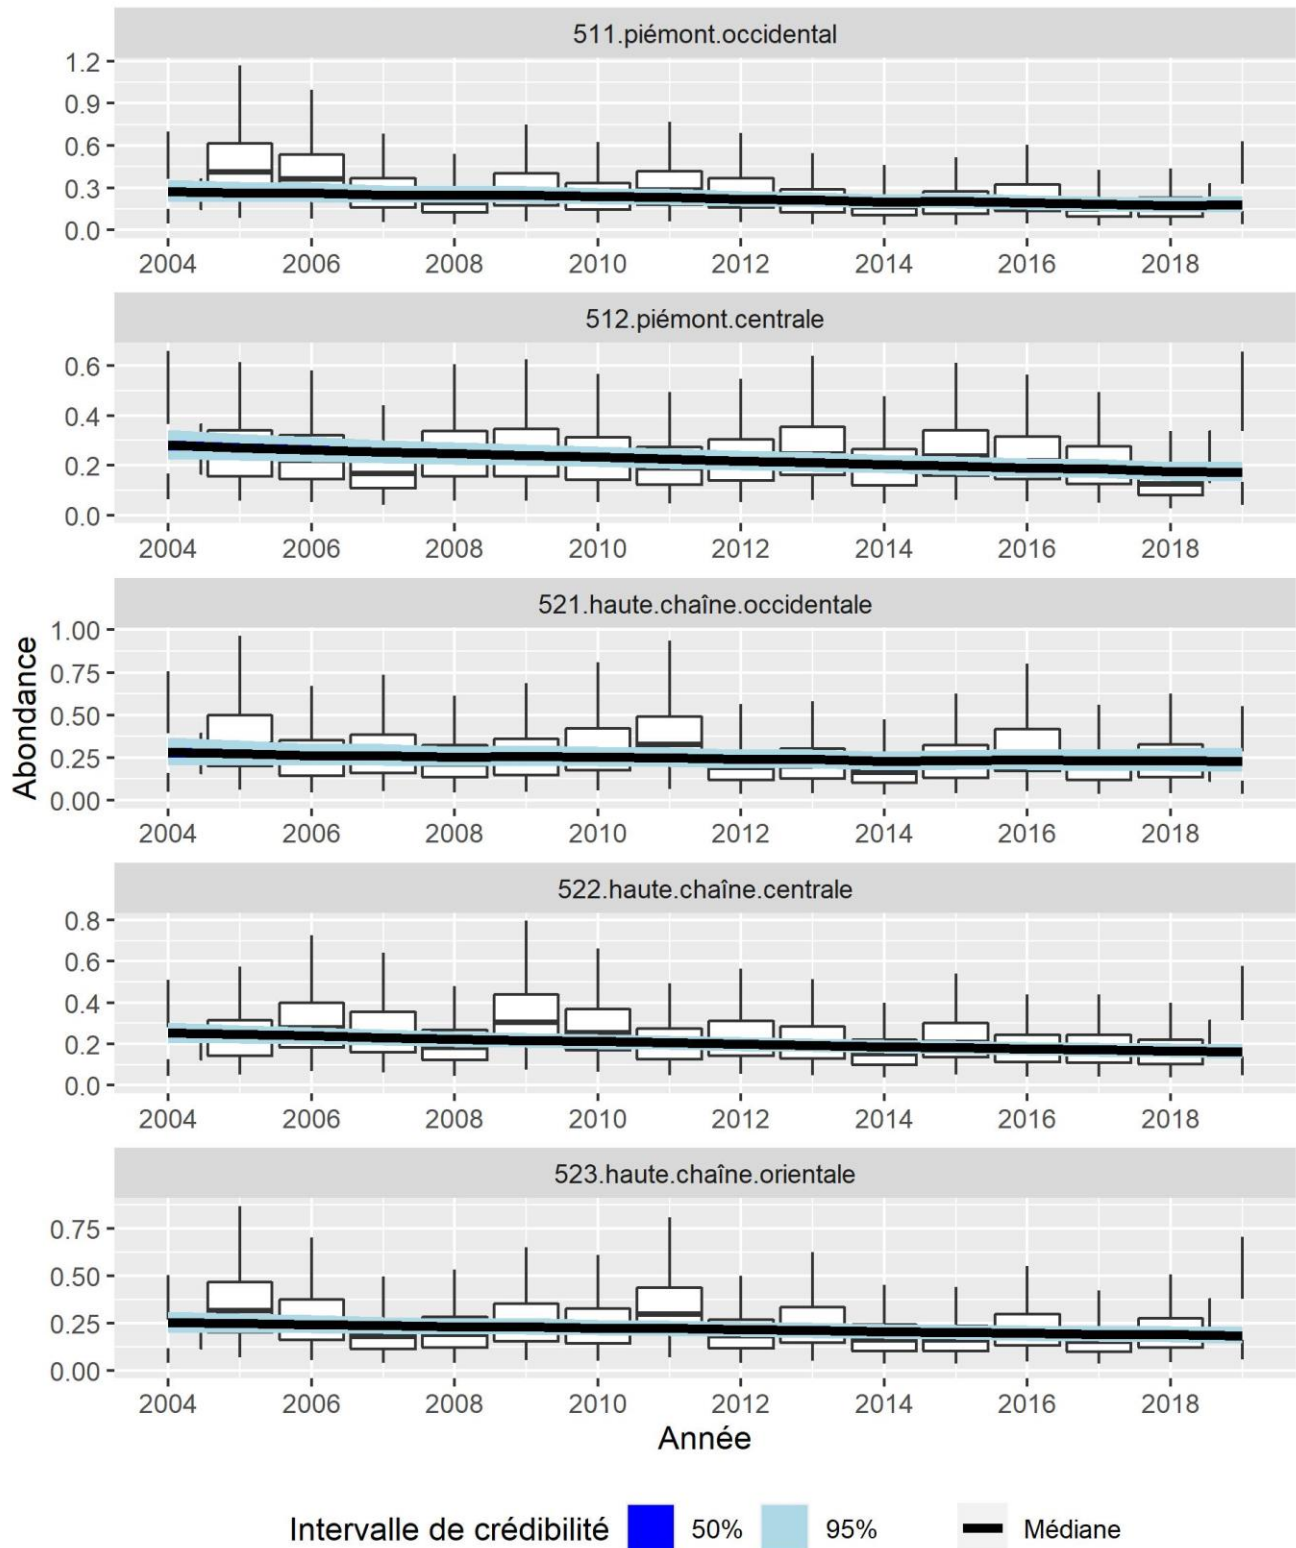 511.piémont.occidental
1.2
0.9
0.6
0.3
0.0
2004 2006 2008 2010 2012 2014 2016 2018
512.piémont.centrale
0.6
0.4
0.2
0.0
2004 2006 2008 2010 2012 2014 2016 2018
521.haute.chaîne.occidentale
Abondance
1.00
0.75
0.50
0.25
0.00
2004 2006 2008 2010 2012 2014 2016 2018
522.haute.chaîne.centrale
0.8
0.6
0.4
0.2
0.0
2004 2006 2008 2010 2012 2014 2016 2018
523.haute.chaîne.orientale
0.75
0.50
0.25
0.00
2004 2006 2008 2010 2012 2014 2016 2018
Année
Intervalle de crédibilité 50% 95% Médiane